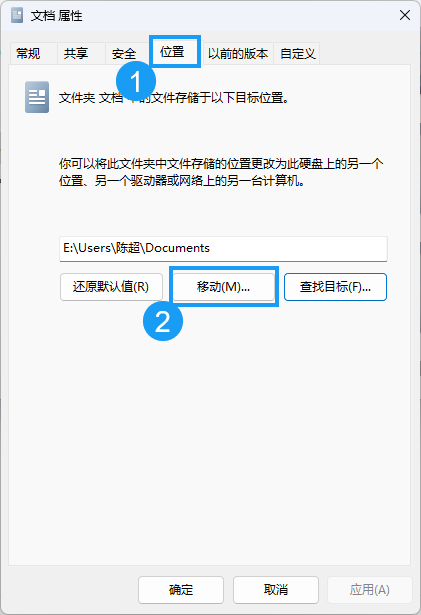 文档 属性
常规 共享 安全 位置 以前的版本 自定义
1
文件夹 文档 中的文件存储于以下目标位置。
你可以将此文件夹中文件存储的位置更改为此硬盘上的另一个
位置、另一个驱动器或网络上的另一台计算机。
E:\Users\陈超\Documents
还原默认值(R) 移动(M)... 查找目标(F)...
2
确定 取消 应用(A)